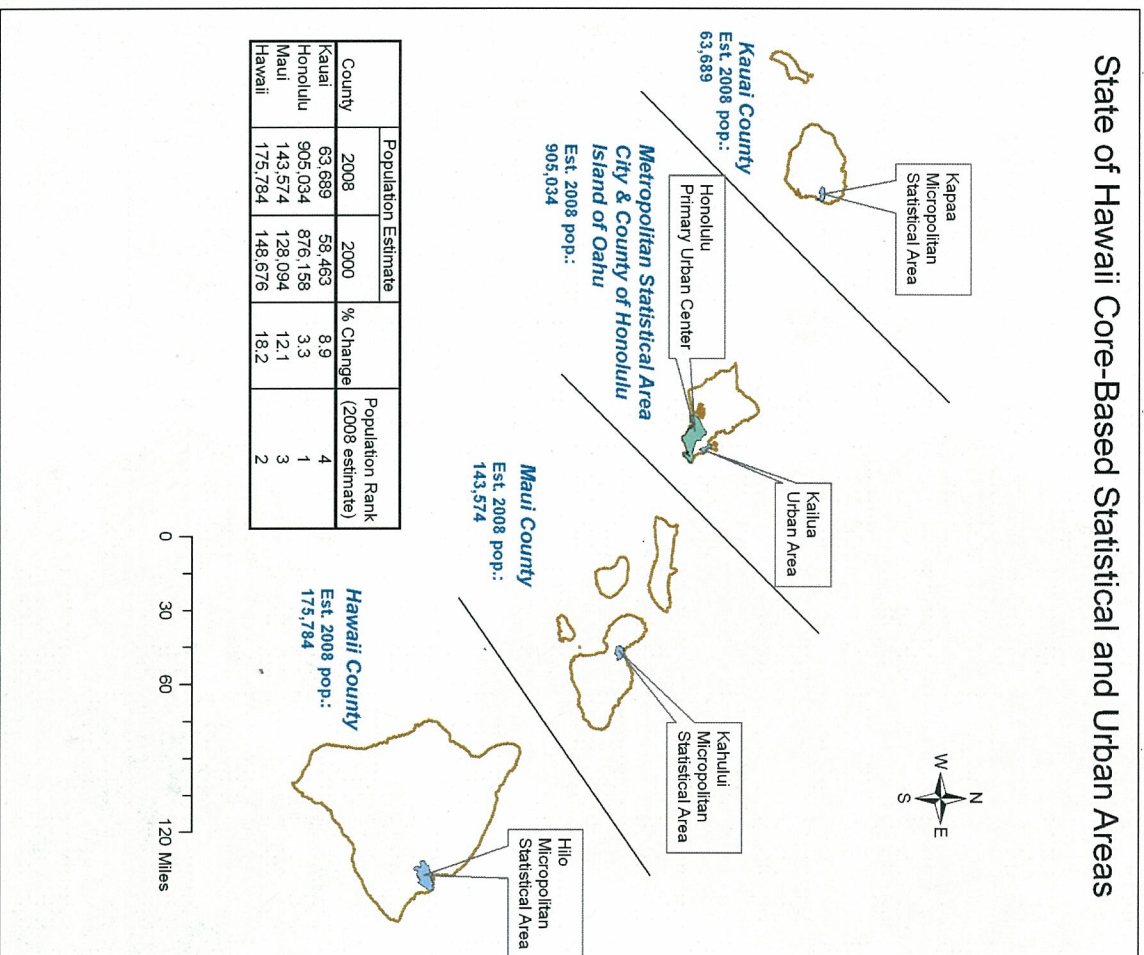 State of Hawaii Core-Based Statistical and Urban Areas
Kapaa
Micropolitan
Statistical Area
Kauai County
Est. 2008 pop.:
63,689
Honolulu
Primary Urban Center
Metropolitan Statistical Area
City & County of Honolulu
Island of Oahu
Est. 2008 pop.:
905,034
Kailua
Urban Area
Maui County
Est. 2008 pop.:
143,574
Kahului
Micropolitan
Statistical Area
N
W E
S
Hawaii County
Est. 2008 pop.:
175,784
Hilo
Micropolitan
Statistical Area
Population Estimate
County 2008 2000 % Change Population Rank (2008 estimate)
Kauai 63,689 58,463 8.9 4
Honolulu 905,034 876,158 3.3 1
Maui 143,574 128,094 12.1 3
Hawaii 175,784 148,676 18.2 2
0 30 60 120 Miles